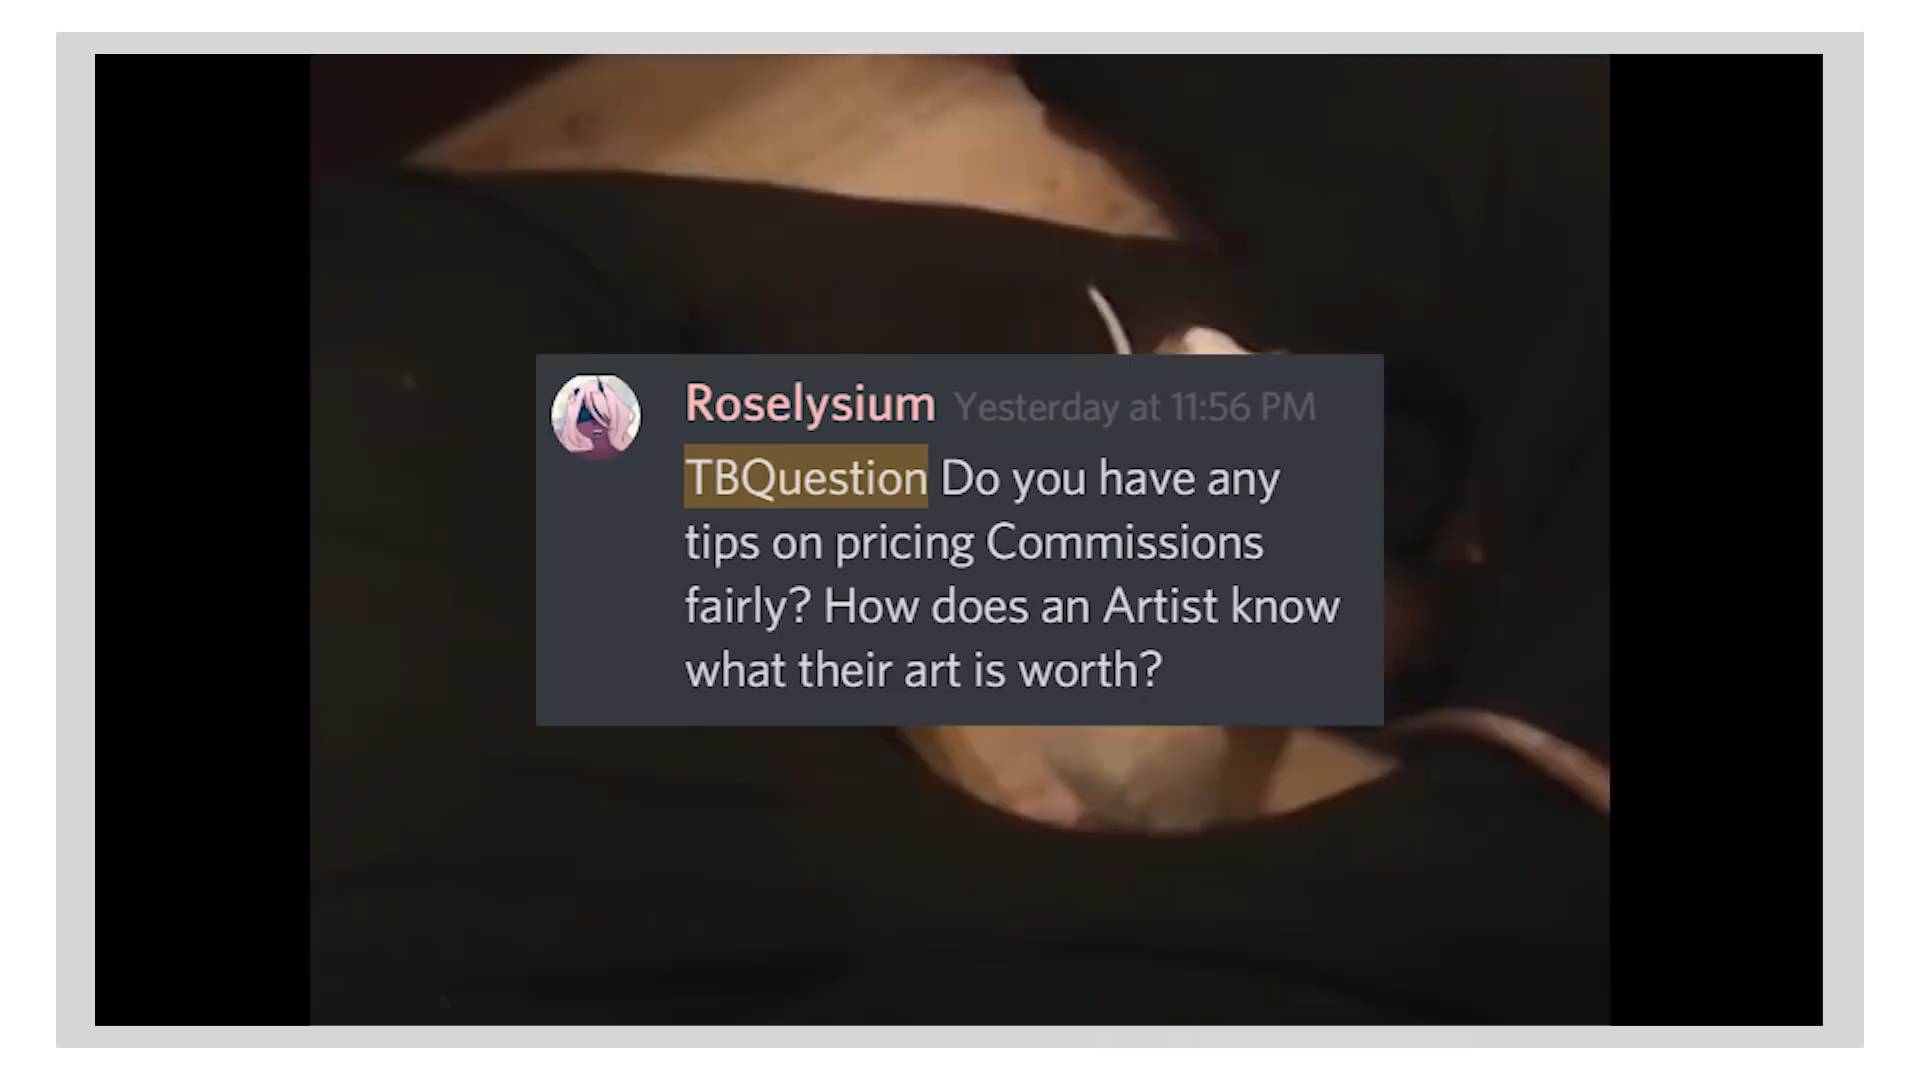 Roselysium Yesterday at 11:56 PM
TBQuestion Do you have any
tips on pricing Commissions
fairly? How does an Artist know
what their art is worth?